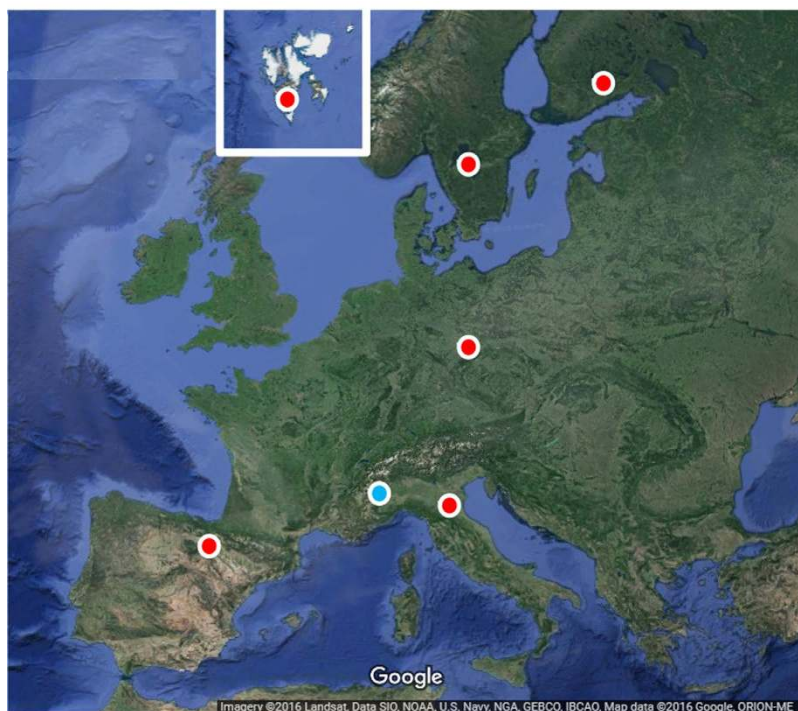 Google
Imagery ©2016 Landsat, Data SIO, NOAA, U.S. Navy, NGA, GEBCO, IBCAO, Map data ©2016 Google, ORION-ME